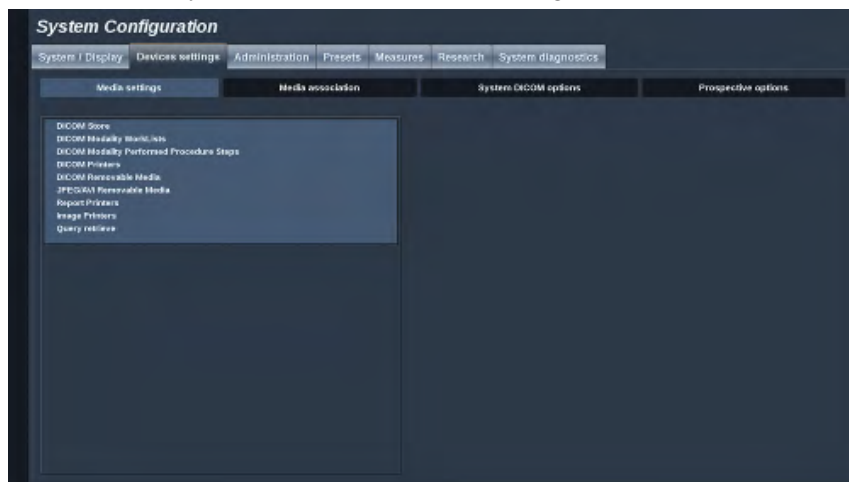 System Configuration
System / Display Devices settings Administration Presets Measures Research System diagnostics
Media settings Media association System DICOM options Prospective options
DICOM Store
DICOM Modality WorkLists
DICOM Modality Performed Procedure Steps
DICOM Printers
DICOM Removable Media
JPEG/AVI Removable Media
Report Printers
Image Printers
Query retrieve